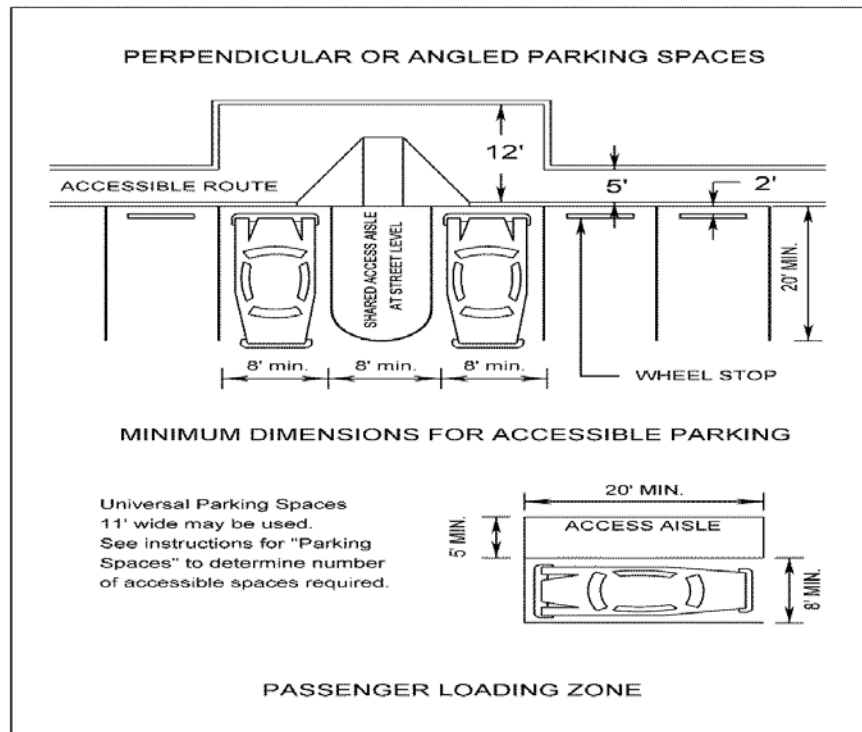 PERPENDICULAR OR ANGLED PARKING SPACES
12'
ACCESSIBLE ROUTE
5'
2'
SHARED ACCESS AISLE
AT STREET LEVEL
20' MIN.
8' min.
8' min.
8' min.
WHEEL STOP
MINIMUM DIMENSIONS FOR ACCESSIBLE PARKING
Universal Parking Spaces
11' wide may be used.
See instructions for "Parking
Spaces" to determine number
of accessible spaces required.
20' MIN.
5' MIN.
ACCESS AISLE
8' MIN.
PASSENGER LOADING ZONE